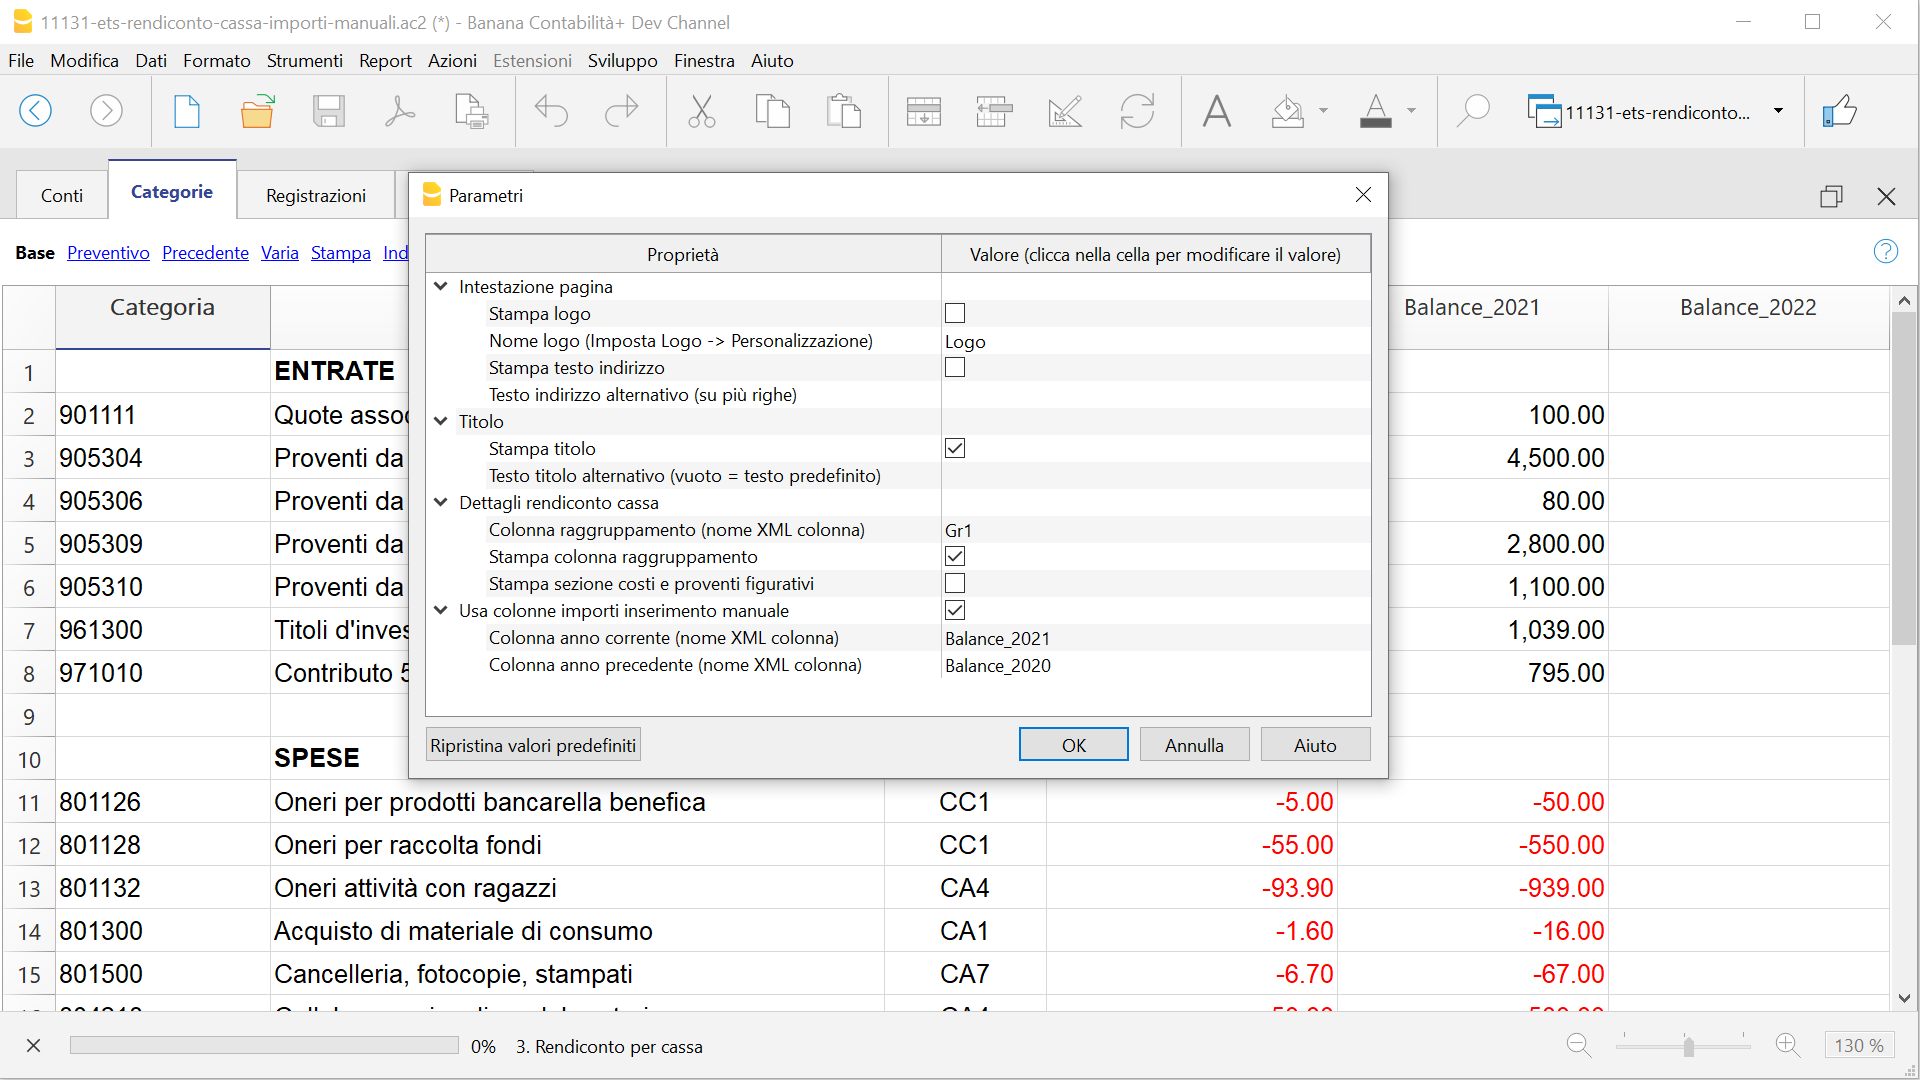 11131-ets-rendiconto-cassa-importi-manuali.ac2 (*) - Banana Contabilità+ Dev Channel
File Modifica Dati Formato Strumenti Report Azioni Estensioni Sviluppo Finestra Aiuto
11131-ets-rendiconto...
Conti Categorie Registrazioni
Base Preventivo Precedente Varia Stampa Ind
Categoria Balance_2021 Balance_2022
1 ENTRATE
2 901111 Quote assoc 100.00
3 905304 Proventi da 4,500.00
4 905306 Proventi da 80.00
5 905309 Proventi da 2,800.00
6 905310 Proventi da 1,100.00
7 961300 Titoli d'inves 1,039.00
8 971010 Contributo 5 795.00
9
10 SPESE
11 801126 Oneri per prodotti bancarella benefica CC1 -5.00 -50.00
12 801128 Oneri per raccolta fondi CC1 -55.00 -550.00
13 801132 Oneri attività con ragazzi CA4 -93.90 -939.00
14 801300 Acquisto di materiale di consumo CA1 -1.60 -16.00
15 801500 Cancelleria, fotocopie, stampati CA7 -6.70 -67.00
Parametri
Proprietà Valore (clicca nella cella per modificare il valore)
Intestazione pagina
Stampa logo
Nome logo (Imposta Logo -> Personalizzazione) Logo
Stampa testo indirizzo
Testo indirizzo alternativo (su più righe)
Titolo
Stampa titolo
Testo titolo alternativo (vuoto = testo predefinito)
Dettagli rendiconto cassa
Colonna raggruppamento (nome XML colonna) Gr1
Stampa colonna raggruppamento
Stampa sezione costi e proventi figurativi
Usa colonne importi inserimento manuale
Colonna anno corrente (nome XML colonna) Balance_2021
Colonna anno precedente (nome XML colonna) Balance_2020
Ripristina valori predefiniti OK Annulla Aiuto
0% 3. Rendiconto per cassa 130 %